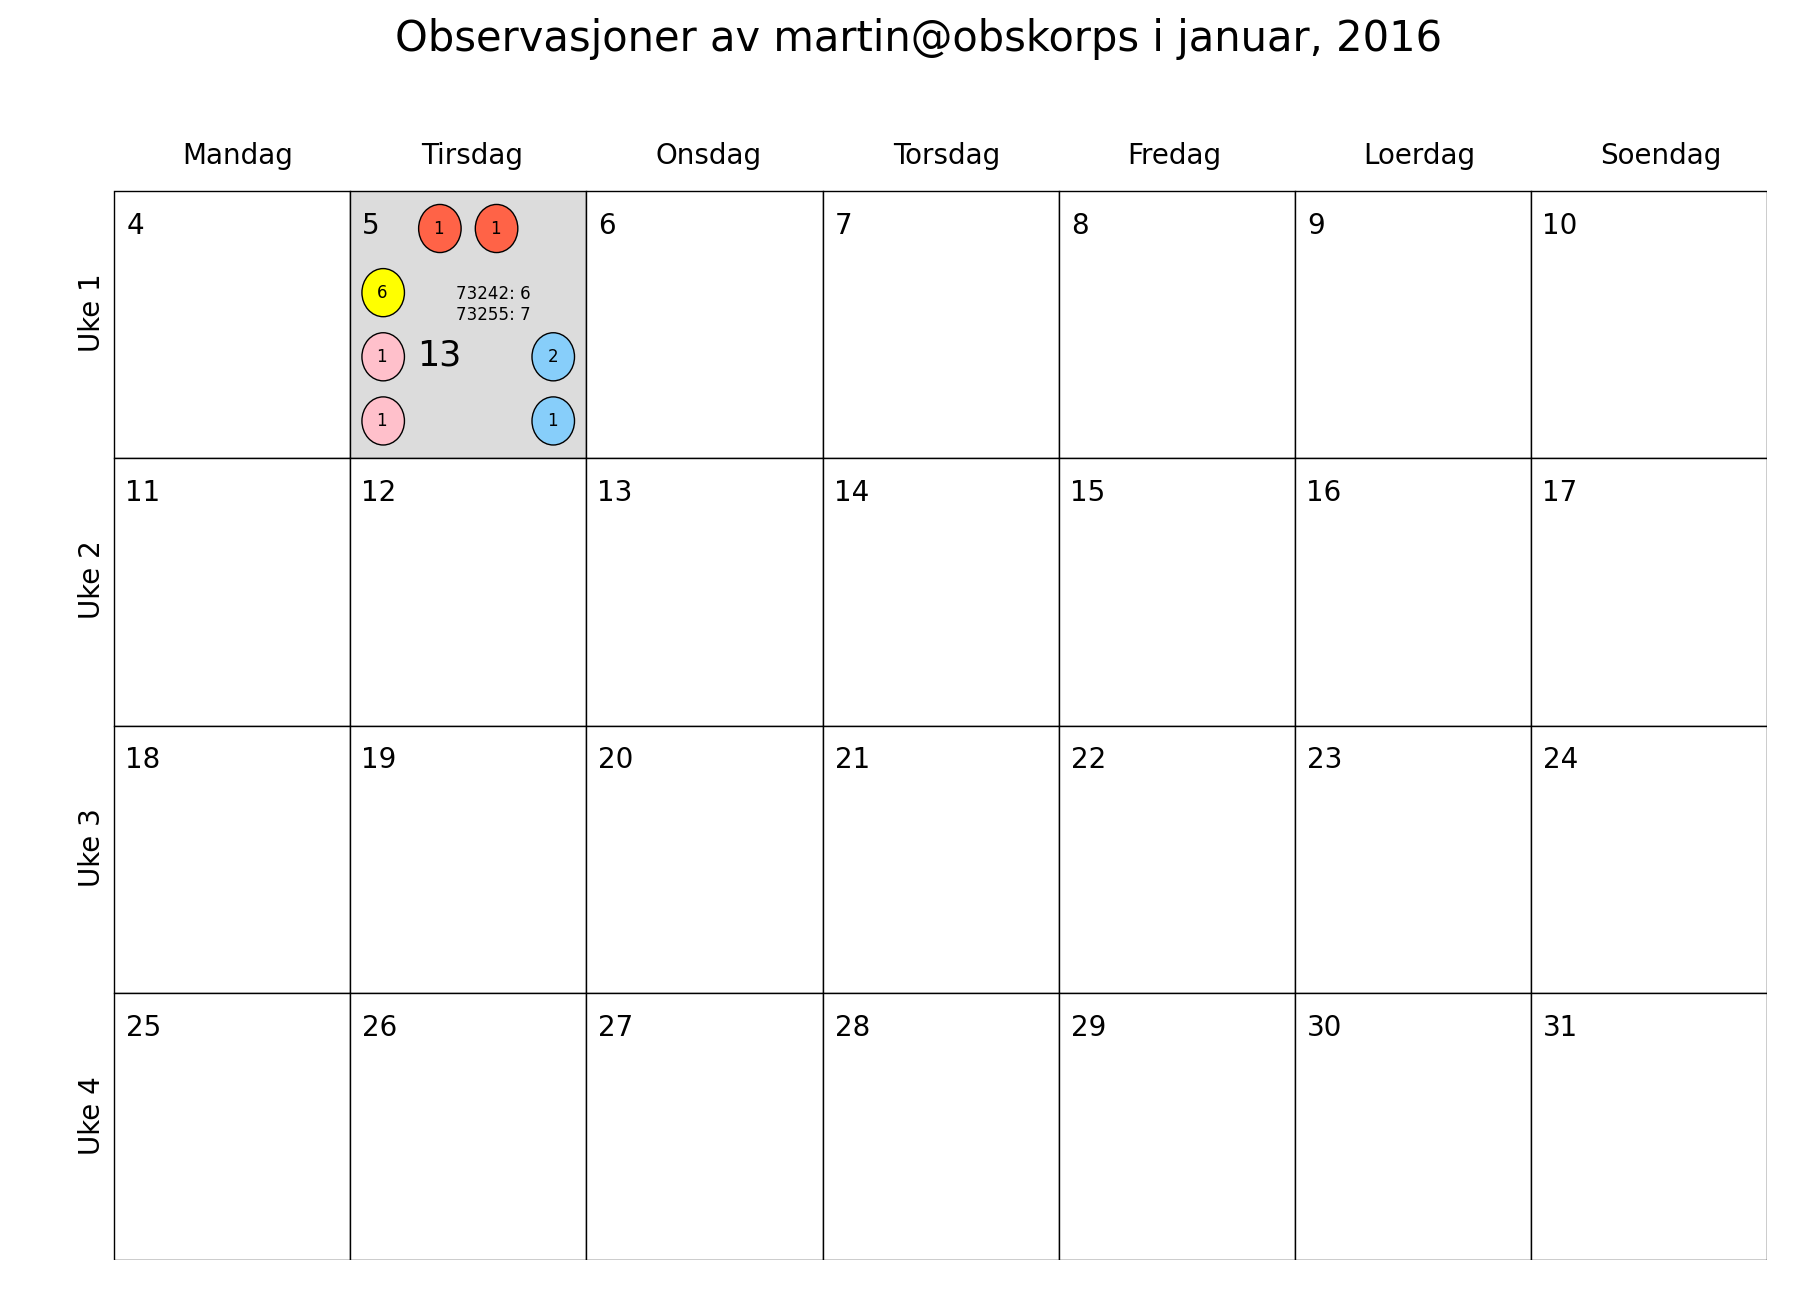 Observasjoner av martin@obskorps i januar, 2016
Mandag Tirsdag Onsdag Torsdag Fredag Loerdag Soendag
Uke 1
4 5 1 1 6 7 8 9 10
6
73242: 6
73255: 7
1 13 2
1 1
Uke 2
11 12 13 14 15 16 17
Uke 3
18 19 20 21 22 23 24
Uke 4
25 26 27 28 29 30 31